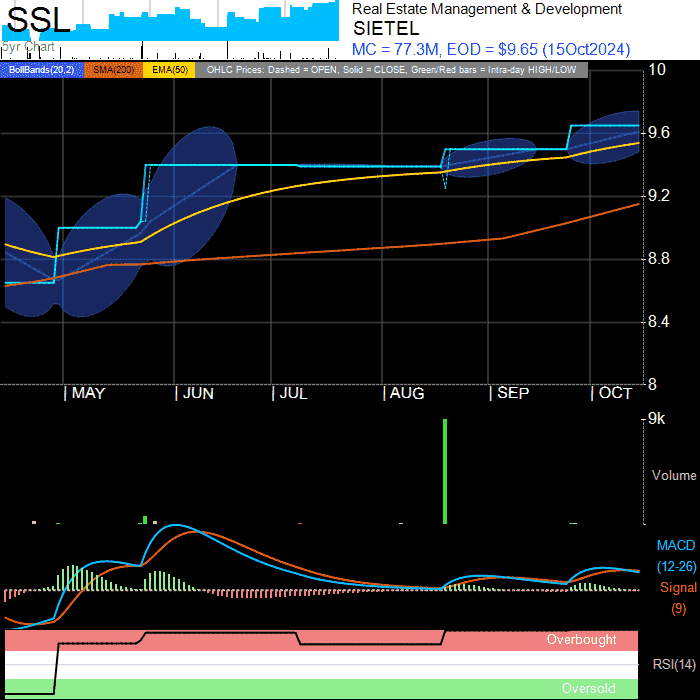 SSL
5yr Chart
Real Estate Management & Development
SIETEL
MC = 77.3M, EOD = $9.65 (15Oct2024)
BollBands(20,2) SMA(200) EMA(50) OHLC Prices: Dashed = OPEN, Solid = CLOSE, Green/Red bars = Intra-day HIGH/LOW
10
9.6
9.2
8.8
8.4
8
| MAY | JUN | JUL | AUG | SEP | OCT
9k
Volume
MACD
(12-26)
Signal
(9)
Overbought
RSI(14)
Oversold